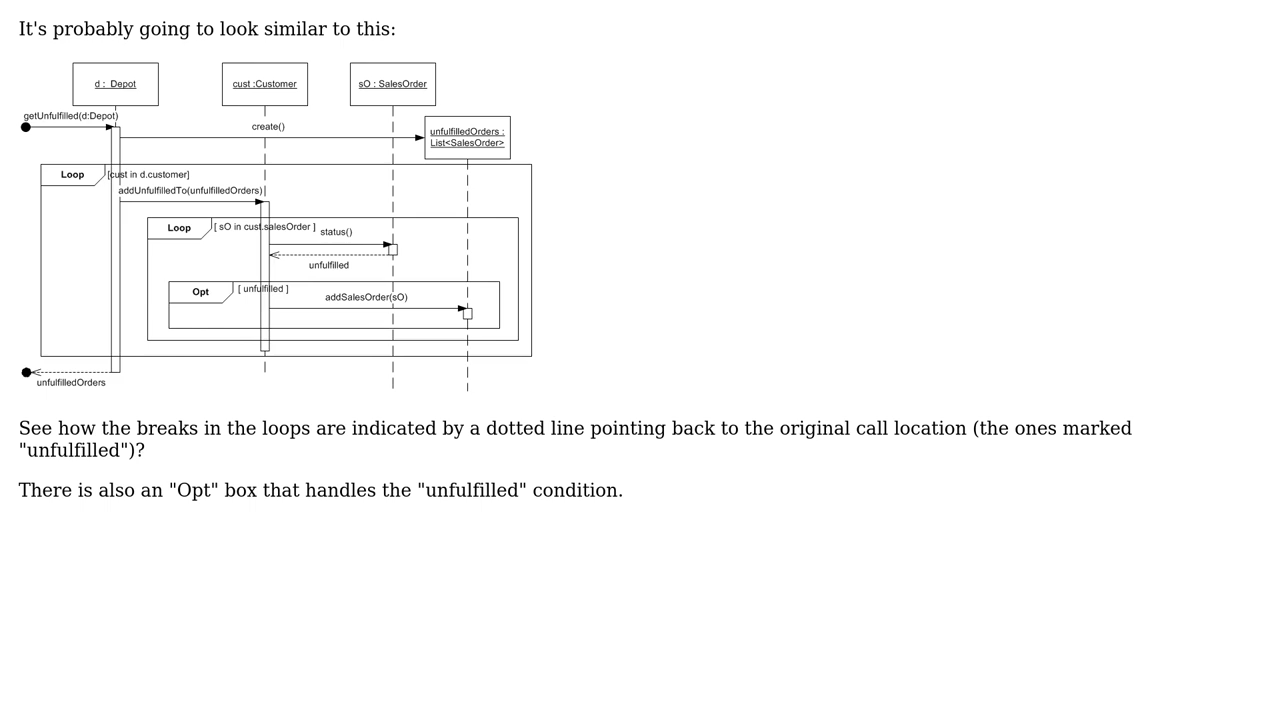 It's probably going to look similar to this:
d : Depot
cust :Customer
sO : SalesOrder
getUnfulfilled(d:Depot)
create()
unfulfilledOrders :
List<SalesOrder>
Loop
[cust in d.customer]
addUnfulfilledTo(unfulfilledOrders)
Loop
[ sO in cust.salesOrder ]
status()
unfulfilled
Opt
[ unfulfilled ]
addSalesOrder(sO)
unfulfilledOrders
See how the breaks in the loops are indicated by a dotted line pointing back to the original call location (the ones marked
"unfulfilled")?
There is also an "Opt" box that handles the "unfulfilled" condition.